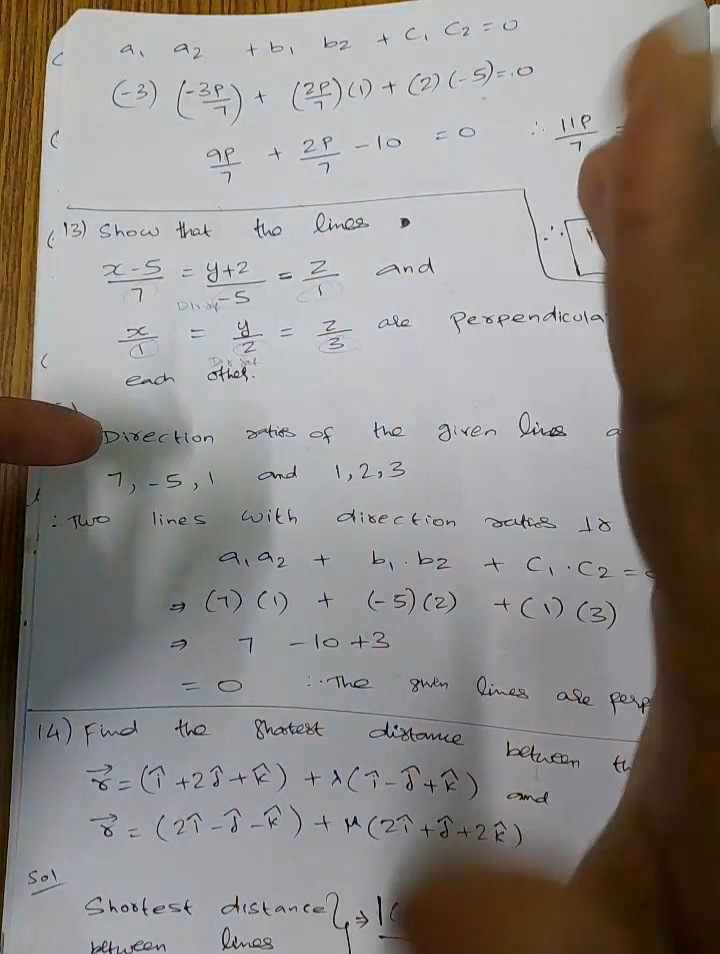 a₁ a₂ + b₁ b₂ + C₁ C₂ = 0
(-3) (-3P/7) + (2P/7)(1) + (2)(-5) = 0
9P/7 + 2P/7 - 10 = 0 ∴ 11P/7 =
13) Show that the lines
x-5/7 = y+2/-5 = z/1 and
x/1 = y/2 = z/3 are perpendicula
each other.
Direction ratios of the given lines a
7, -5, 1 and 1, 2, 3
∴ Two lines with direction ratios
a₁ a₂ + b₁ . b₂ + C₁ . C₂ =
⇒ (7) (1) + (-5)(2) + (1) (3)
⇒ 7 - 10 + 3
= 0 ∴ The given lines are perp
14) Find the Shortest distance between th
r⃗ = (î + 2ĵ + k̂) + λ(î - ĵ + k̂) and
r⃗ = (2î - ĵ - k̂) + μ(2î + ĵ + 2k̂)
Sol
Shortest distance ⇒
between lines